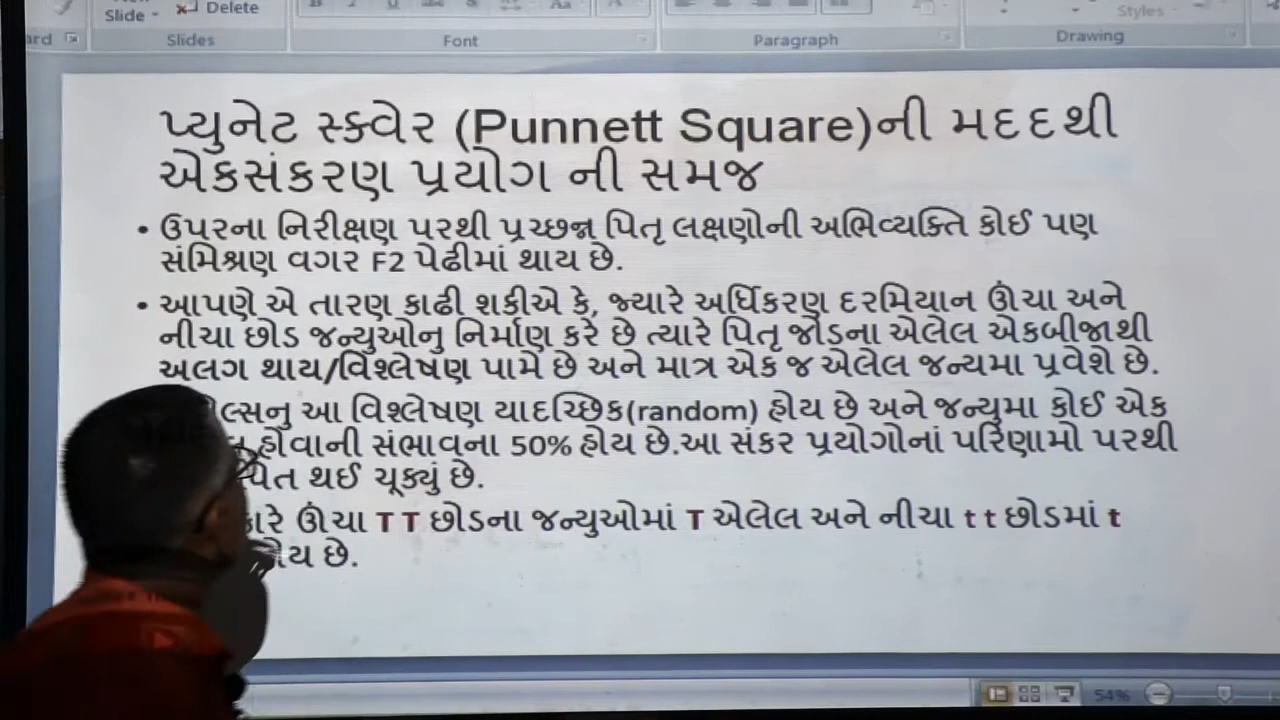 Slide
Delete
Slides
Font
Paragraph
Styles
Drawing
પ્યુનેટ સ્ક્વેર (Punnett Square)ની મદદથી
એકસંકરણ પ્રયોગ ની સમજ
• ઉપરના નિરીક્ષણ પરથી પ્રચ્છન્ન પિતૃ લક્ષણોની અભિવ્યક્તિ કોઈ પણ
સંમિશ્રણ વગર F2 પેઢીમાં થાય છે.
• આપણે એ તારણ કાઢી શકીએ કે, જ્યારે અર્ધિકરણ દરમિયાન ઊંચા અને
નીચા છોડ જન્યુઓનુ નિર્માણ કરે છે ત્યારે પિતૃ જોડના એલેલ એકબીજાથી
અલગ થાય/વિશ્લેષણ પામે છે અને માત્ર એક જ એલેલ જન્યમા પ્રવેશે છે.
આ વિશ્લેષણ યાદચ્છિક(random) હોય છે અને જન્યુમા કોઈ એક
હોવાની સંભાવના 50% હોય છે.આ સંકર પ્રયોગોનાં પરિણામો પરથી
થઈ ચૂક્યું છે.
ઊંચા T T છોડના જન્યુઓમાં T એલેલ અને નીચા t t છોડમાં t
છે.
54%